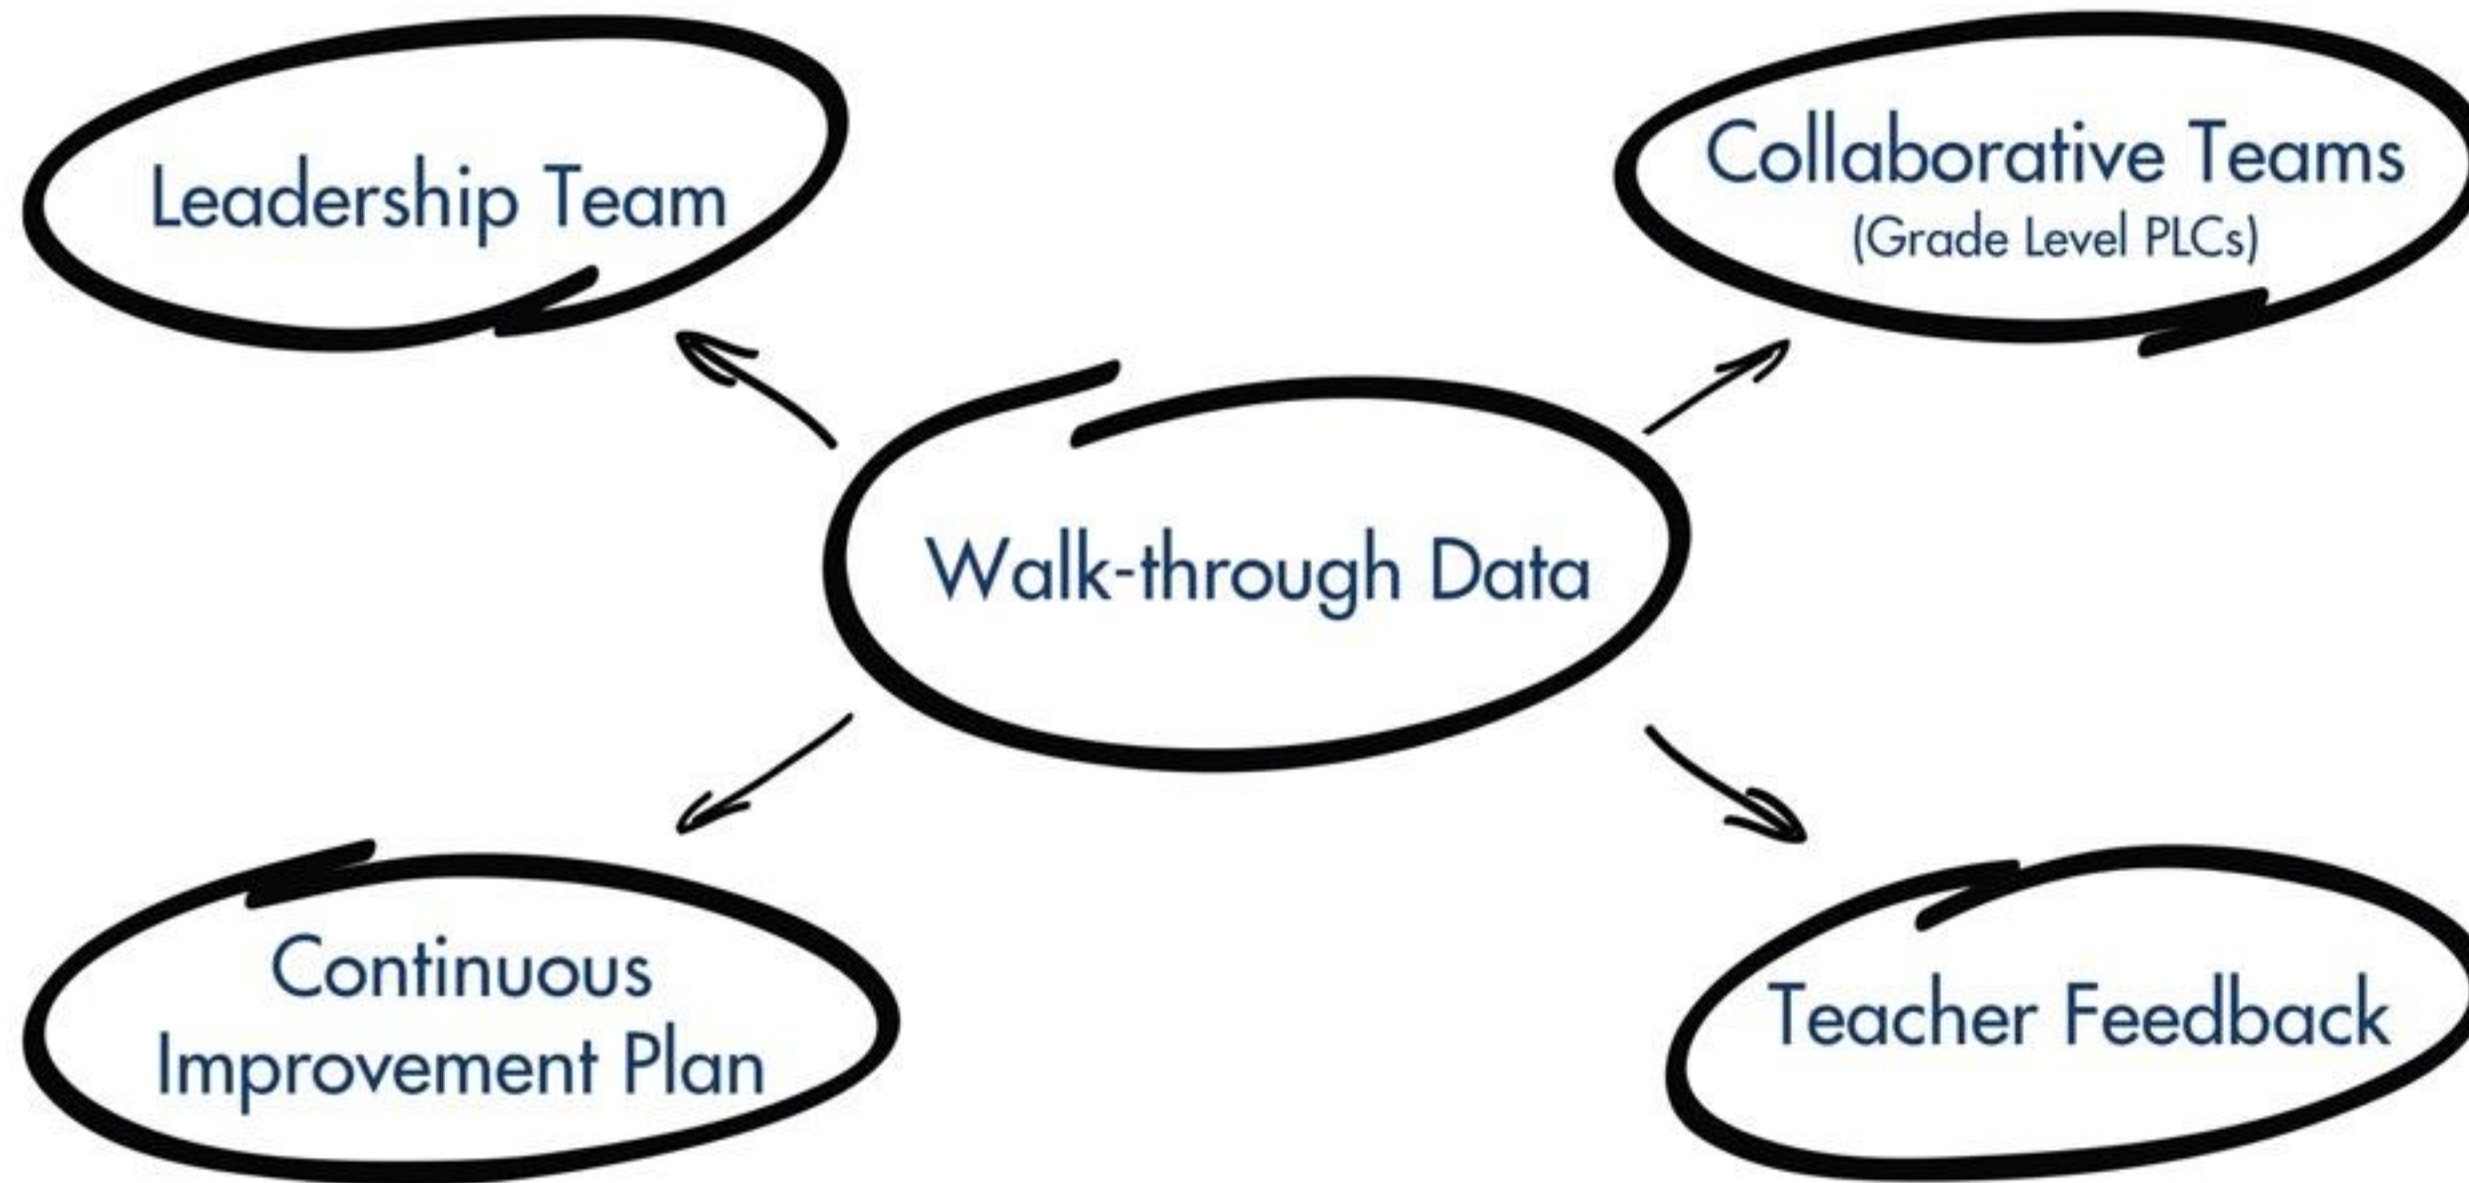 Leadership Team
Collaborative Teams
(Grade Level PLCs)
Walk-through Data
Continuous
Improvement Plan
Teacher Feedback